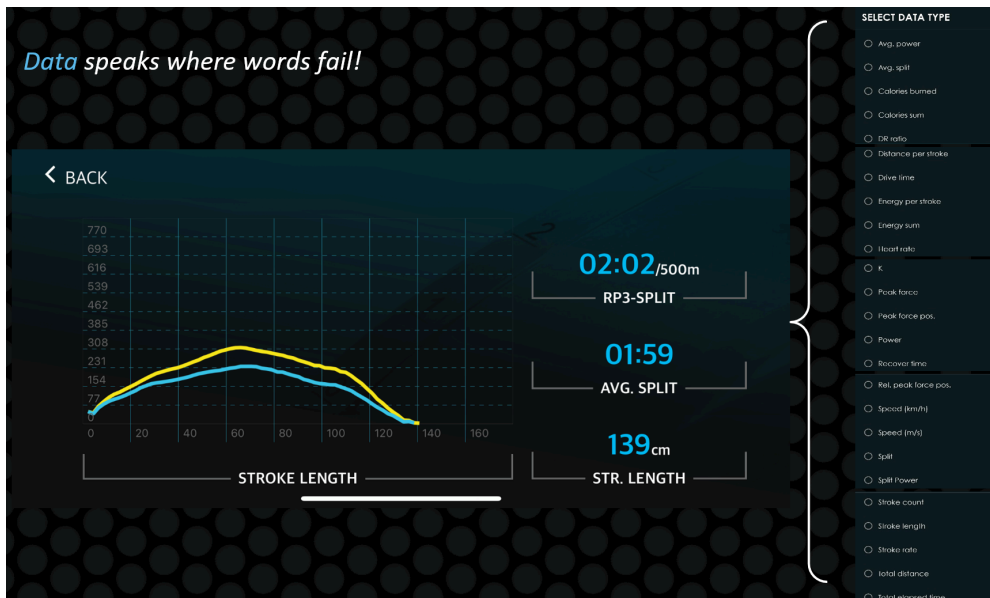 Data speaks where words fail!
BACK
770
693
616
539
462
385
308
231
154
77
0
0 20 40 60 80 100 120 140 160
STROKE LENGTH
02:02/500m
RP3-SPLIT
01:59
AVG. SPLIT
139cm
STR. LENGTH
SELECT DATA TYPE
Avg. power
Avg. split
Calories burned
Calories sum
DR ratio
Distance per stroke
Drive time
Energy per stroke
Energy sum
Heart rate
K
Peak force
Peak force pos.
Power
Recover time
Rel. peak force pos.
Speed (km/h)
Speed (m/s)
Split
Split Power
Stroke count
Stroke length
Stroke rate
Total distance
Total elapsed time